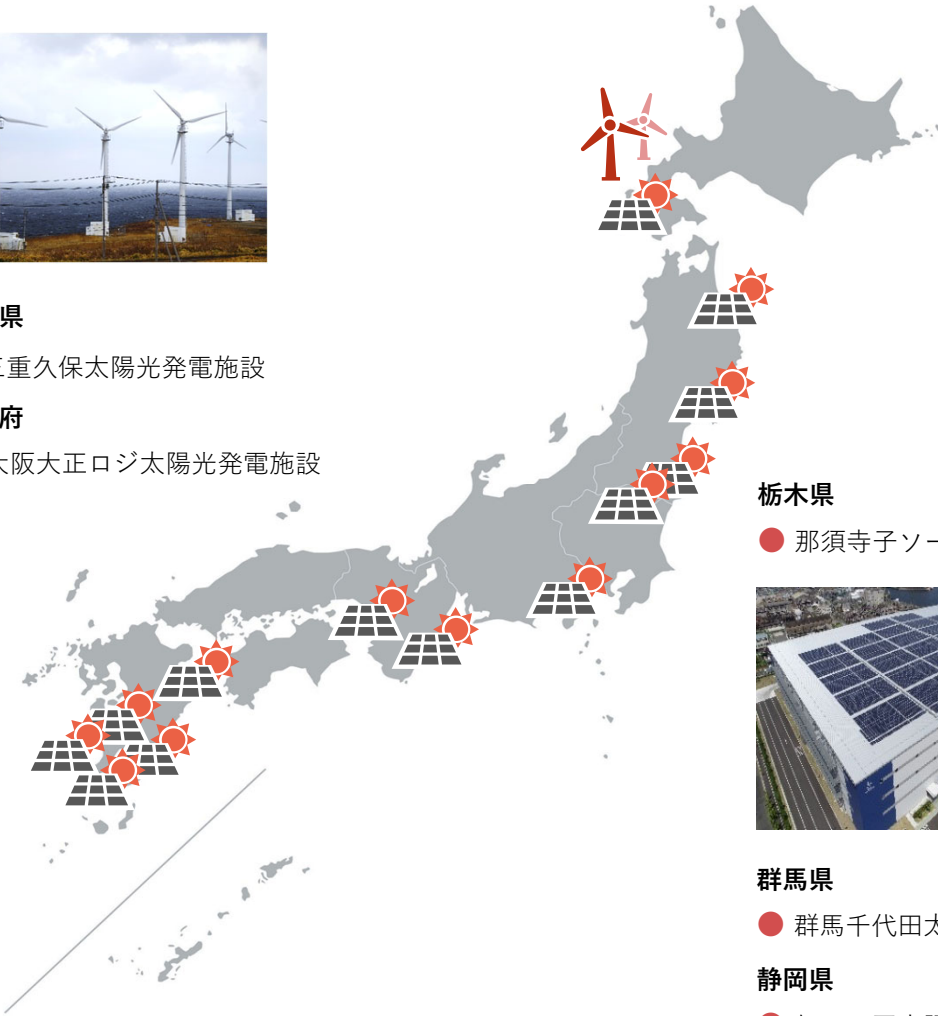 県
三重久保太陽光発電施設
府
大阪大正ロジ太陽光発電施設
栃木県
那須寺子ソー
群馬県
群馬千代田太
静岡県